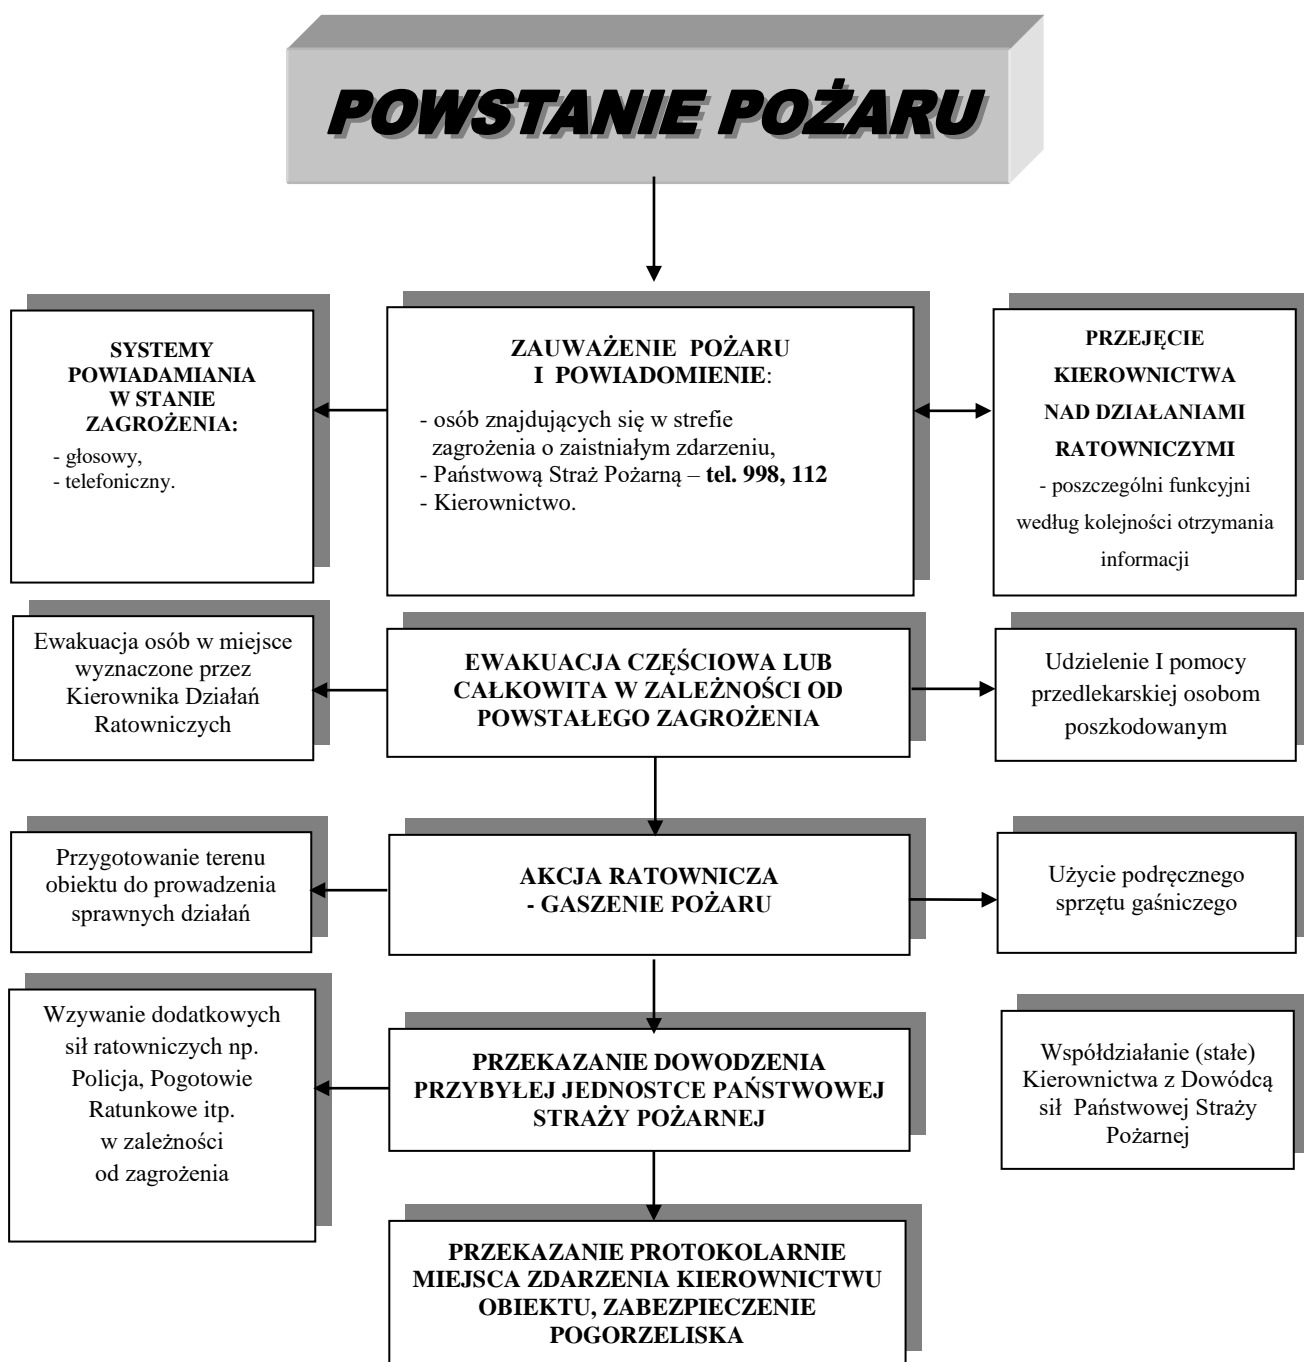 POWSTANIE POŻARU
SYSTEMY
POWIADAMIANIA
W STANIE
ZAGROŻENIA:
- głosowy,
- telefoniczny.
ZAUWAŻENIE POŻARU
I POWIADOMIENIE:
- osób znajdujących się w strefie
zagrożenia o zaistniałym zdarzeniu,
- Państwową Straż Pożarną – tel. 998, 112
- Kierownictwo.
PRZEJĘCIE
KIEROWNICTWA
NAD DZIAŁANIAMI
RATOWNICZYMI
- poszczególni funkcyjni
według kolejności otrzymania
informacji
Ewakuacja osób w miejsce
wyznaczone przez
Kierownika Działań
Ratowniczych
EWAKUACJA CZĘŚCIOWA LUB
CAŁKOWITA W ZALEŻNOŚCI OD
POWSTAŁEGO ZAGROŻENIA
Udzielenie I pomocy
przedlekarskiej osobom
poszkodowanym
Przygotowanie terenu
obiektu do prowadzenia
sprawnych działań
AKCJA RATOWNICZA
- GASZENIE POŻARU
Użycie podręcznego
sprzętu gaśniczego
Wzywanie dodatkowych
sił ratowniczych np.
Policja, Pogotowie
Ratunkowe itp.
w zależności
od zagrożenia
PRZEKAZANIE DOWODZENIA
PRZYBYŁEJ JEDNOSTCE PAŃSTWOWEJ
STRAŻY POŻARNEJ
Współdziałanie (stałe)
Kierownictwa z Dowódcą
sił Państwowej Straży
Pożarnej
PRZEKAZANIE PROTOKOLARNIE
MIEJSCA ZDARZENIA KIEROWNICTWU
OBIEKTU, ZABEZPIECZENIE
POGORZELISKA